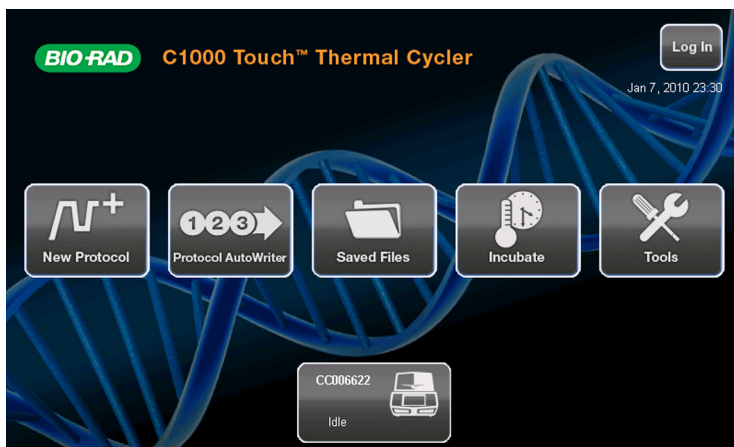 BIO-RAD
C1000 Touch™ Thermal Cycler
Log In
Jan 7, 2010 23:30
New Protocol
123
Protocol AutoWriter
Saved Files
Incubate
Tools
CC006622
Idle